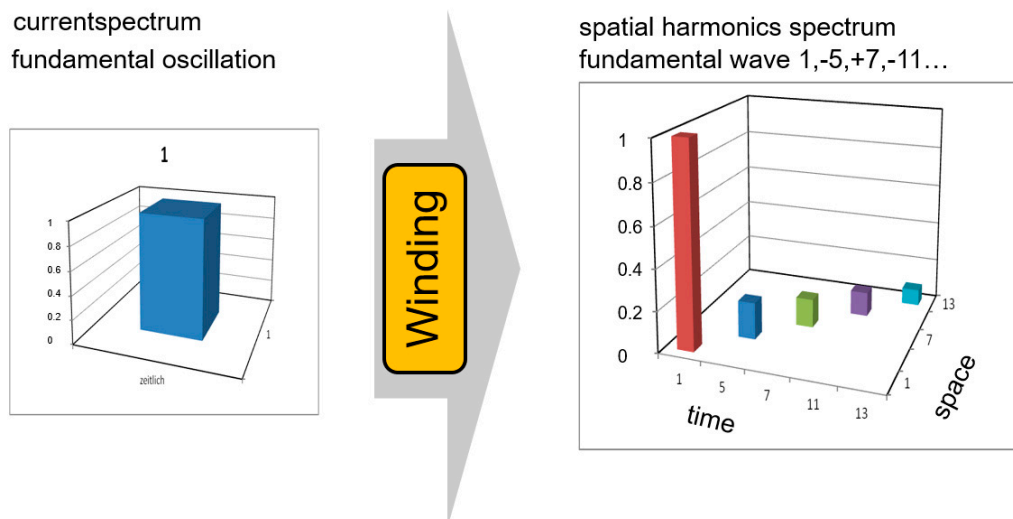 currentspectrum
fundamental oscillation
1
1
0.8
0.6
0.4
0.2
0
1
zeitlich
Winding
spatial harmonics spectrum
fundamental wave 1,-5,+7,-11…
1
0.8
0.6
0.4
0.2
0
1
5
7
11
13
1
7
13
time
space